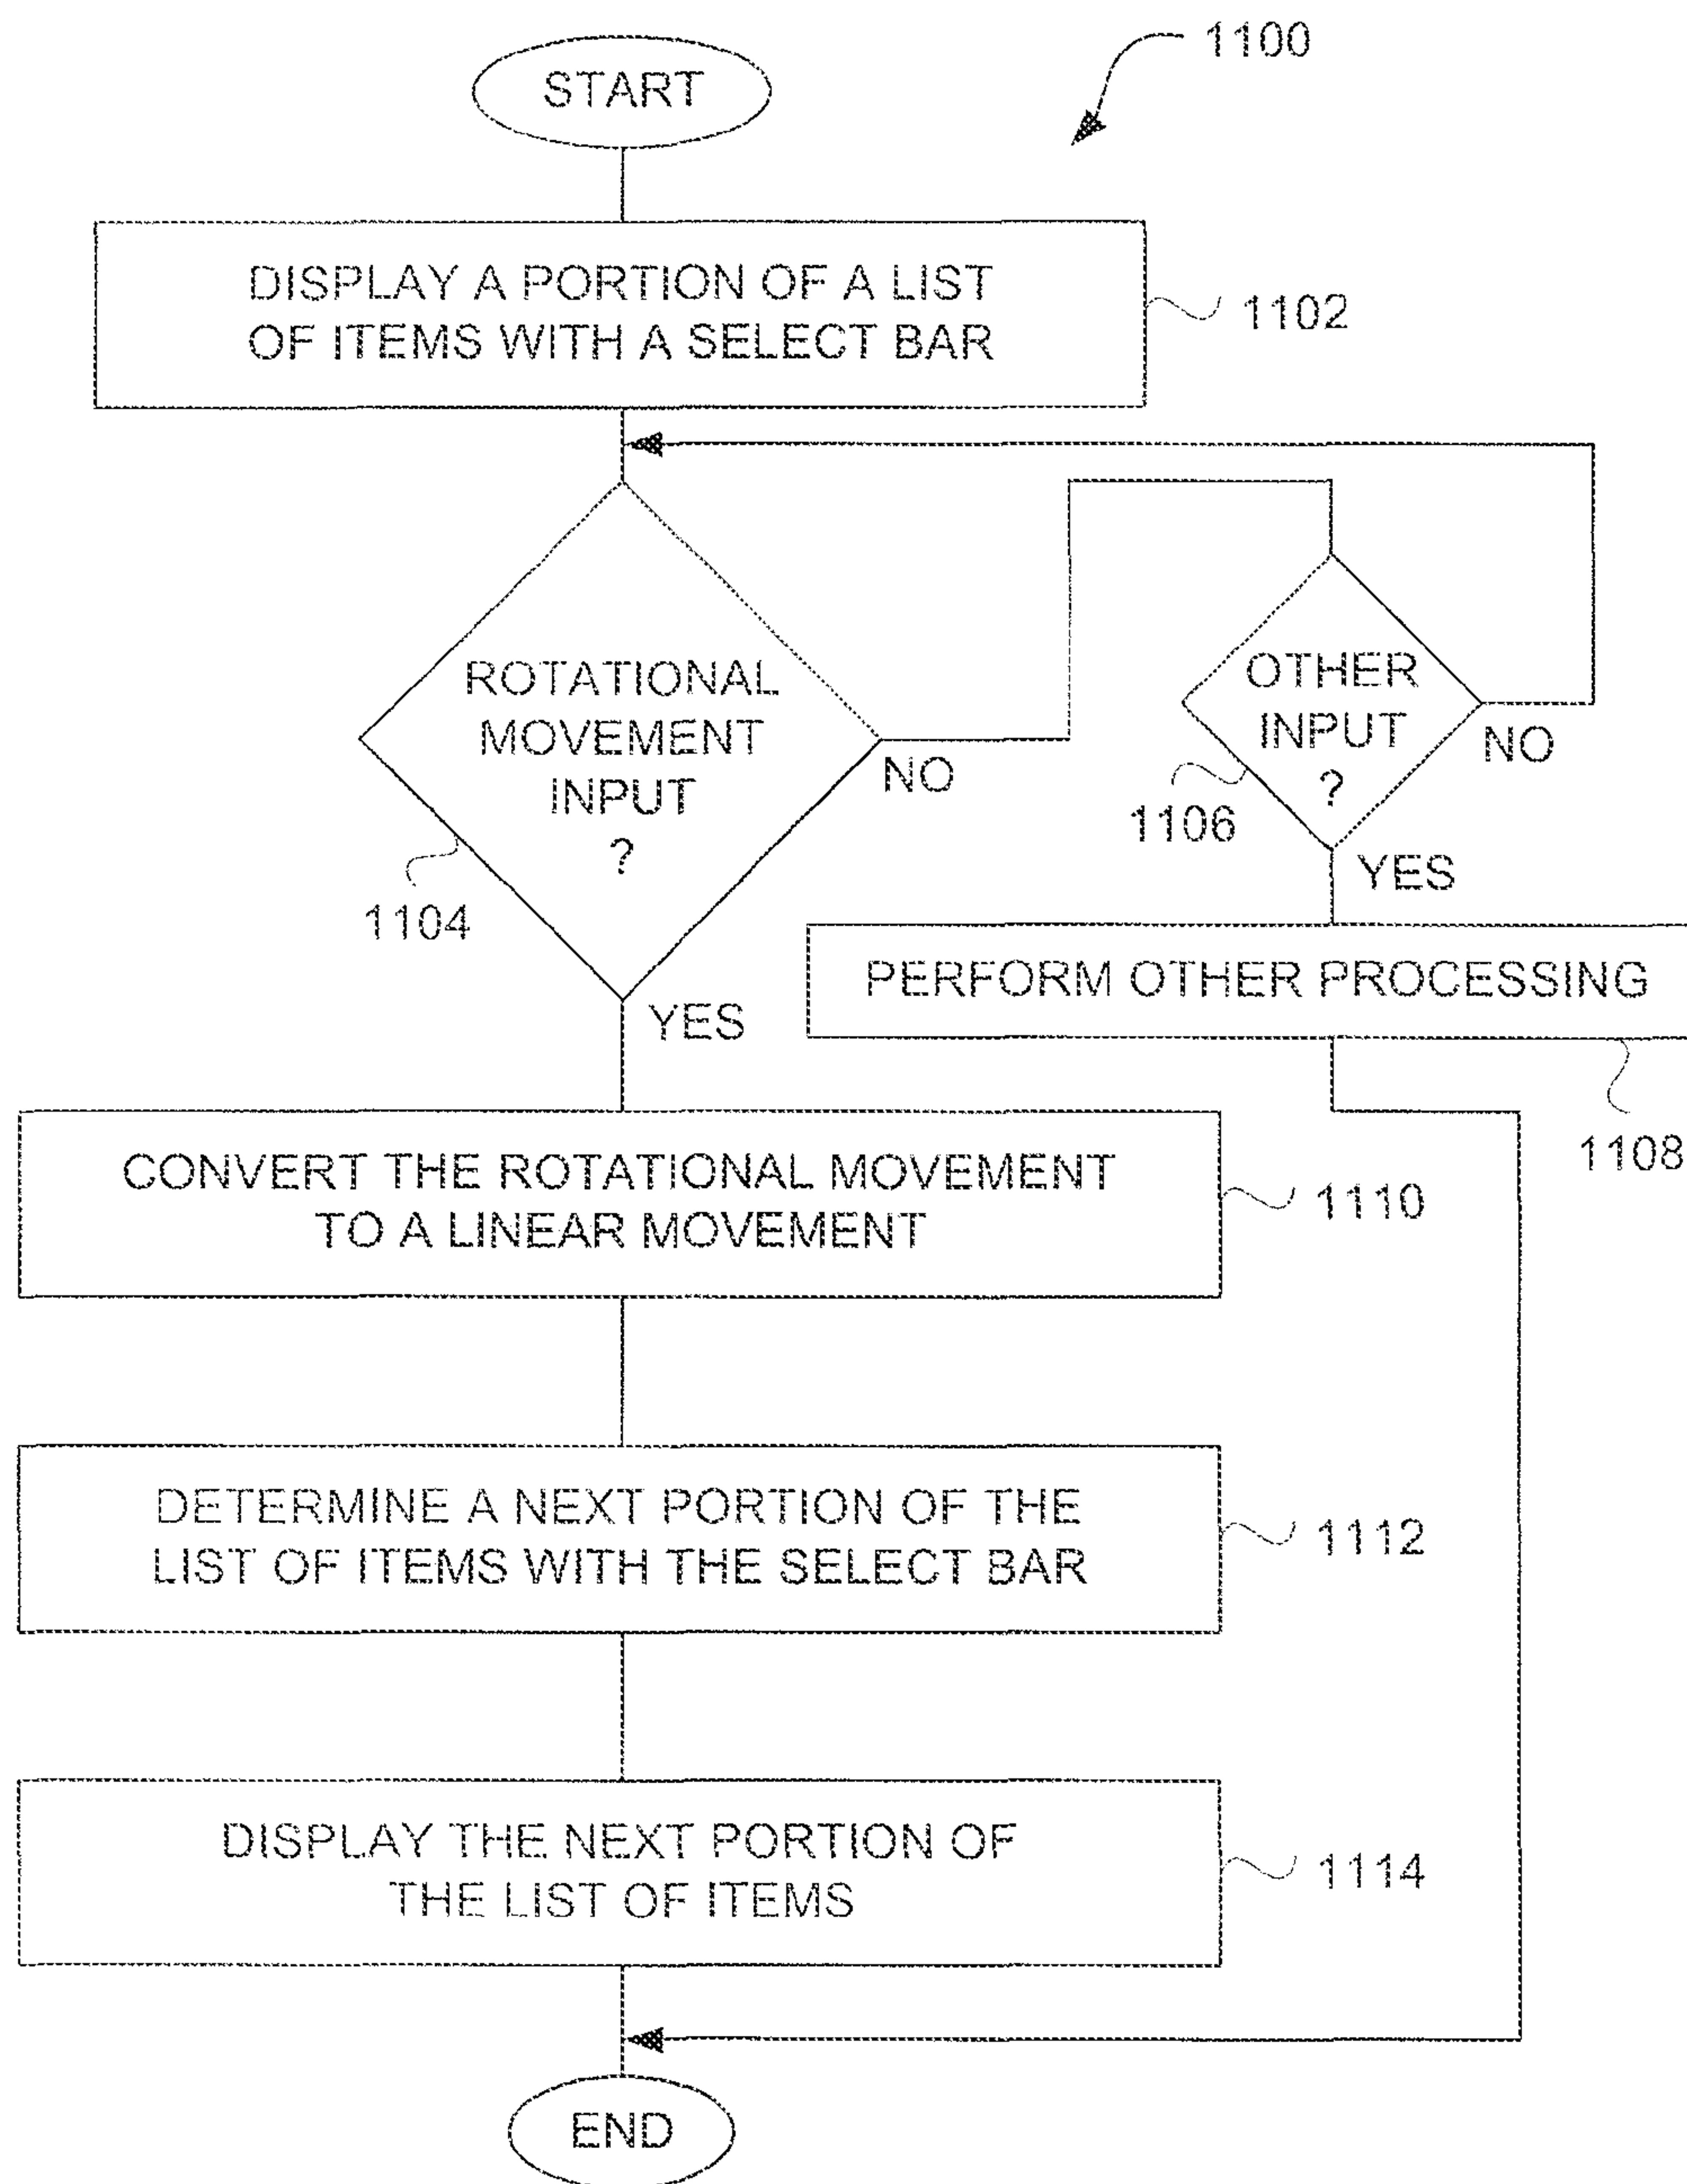 1100
START
DISPLAY A PORTION OF A LIST
OF ITEMS WITH A SELECT BAR
1102
ROTATIONAL
MOVEMENT
INPUT
?
NO
1104
YES
OTHER
INPUT
?
NO
1106
YES
PERFORM OTHER PROCESSING
1108
CONVERT THE ROTATIONAL MOVEMENT
TO A LINEAR MOVEMENT
1110
DETERMINE A NEXT PORTION OF THE
LIST OF ITEMS WITH THE SELECT BAR
1112
DISPLAY THE NEXT PORTION OF
THE LIST OF ITEMS
1114
END